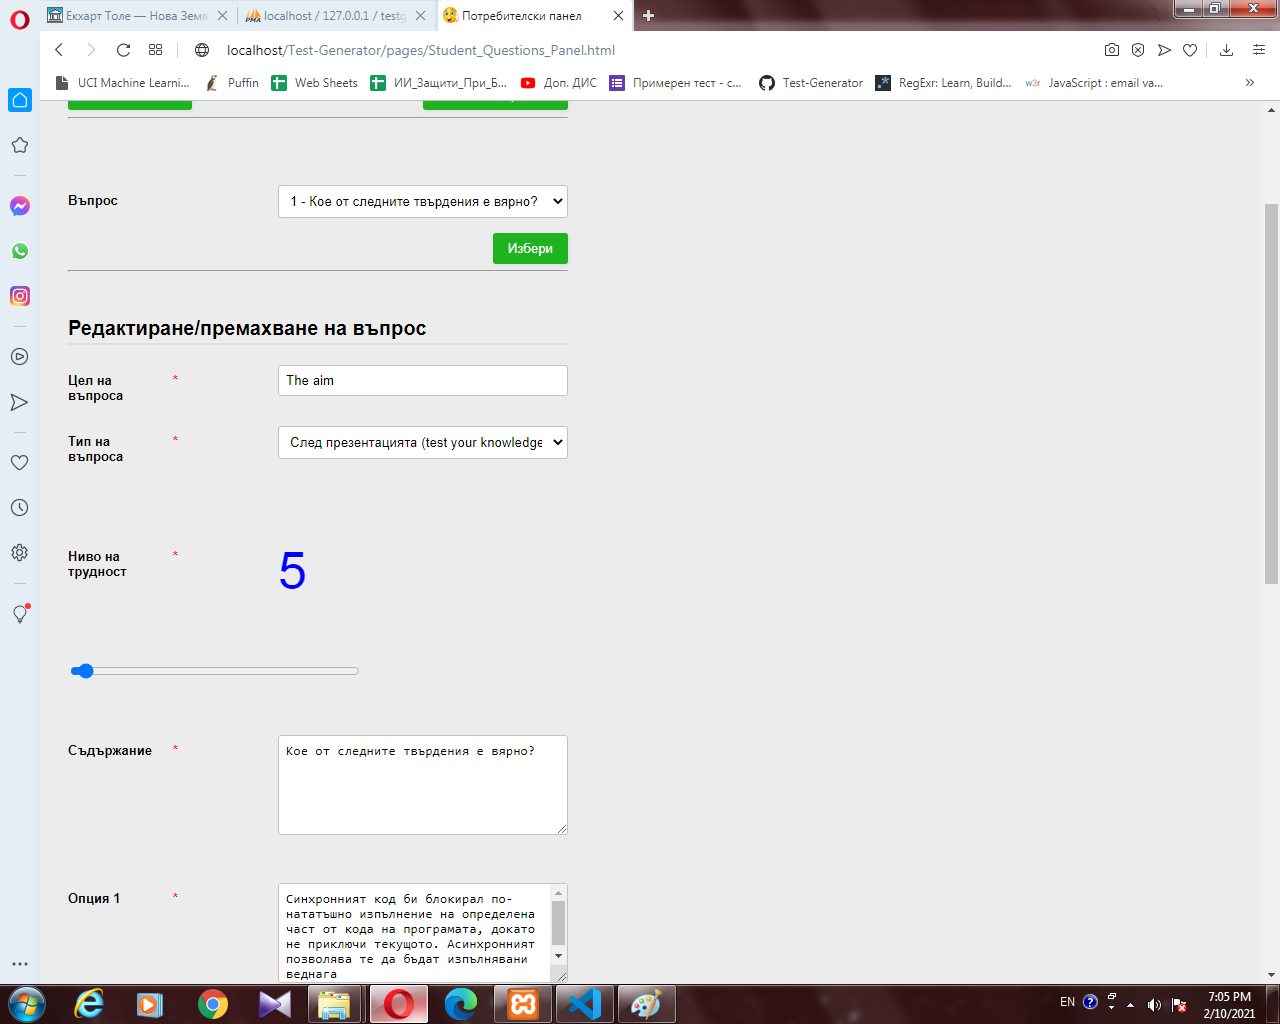 Екхарт Толе — Нова Земя
localhost / 127.0.0.1 / testg
Потребителски панел
localhost/Test-Generator/pages/Student_Questions_Panel.html
UCI Machine Learni...
Puffin
Web Sheets
ИИ_Защити_При_Б...
Доп. ДИС
Примерен тест - с...
Test-Generator
RegExr: Learn, Build...
w3r
JavaScript : email va...
Въпрос
1 - Кое от следните твърдения е вярно?
Избери
Редактиране/премахване на въпрос
Цел на *
въпроса
The aim
Тип на *
въпроса
След презентацията (test your knowledge
Ниво на *
трудност
5
Съдържание *
Кое от следните твърдения е вярно?
Опция 1 *
Синхронният код би блокирал по-
нататъшно изпълнение на определена
част от кода на програмата, докато
не приключи текущото. Асинхронният
позволява те да бъдат изпълнявани
веднага
EN
7:05 PM
2/10/2021